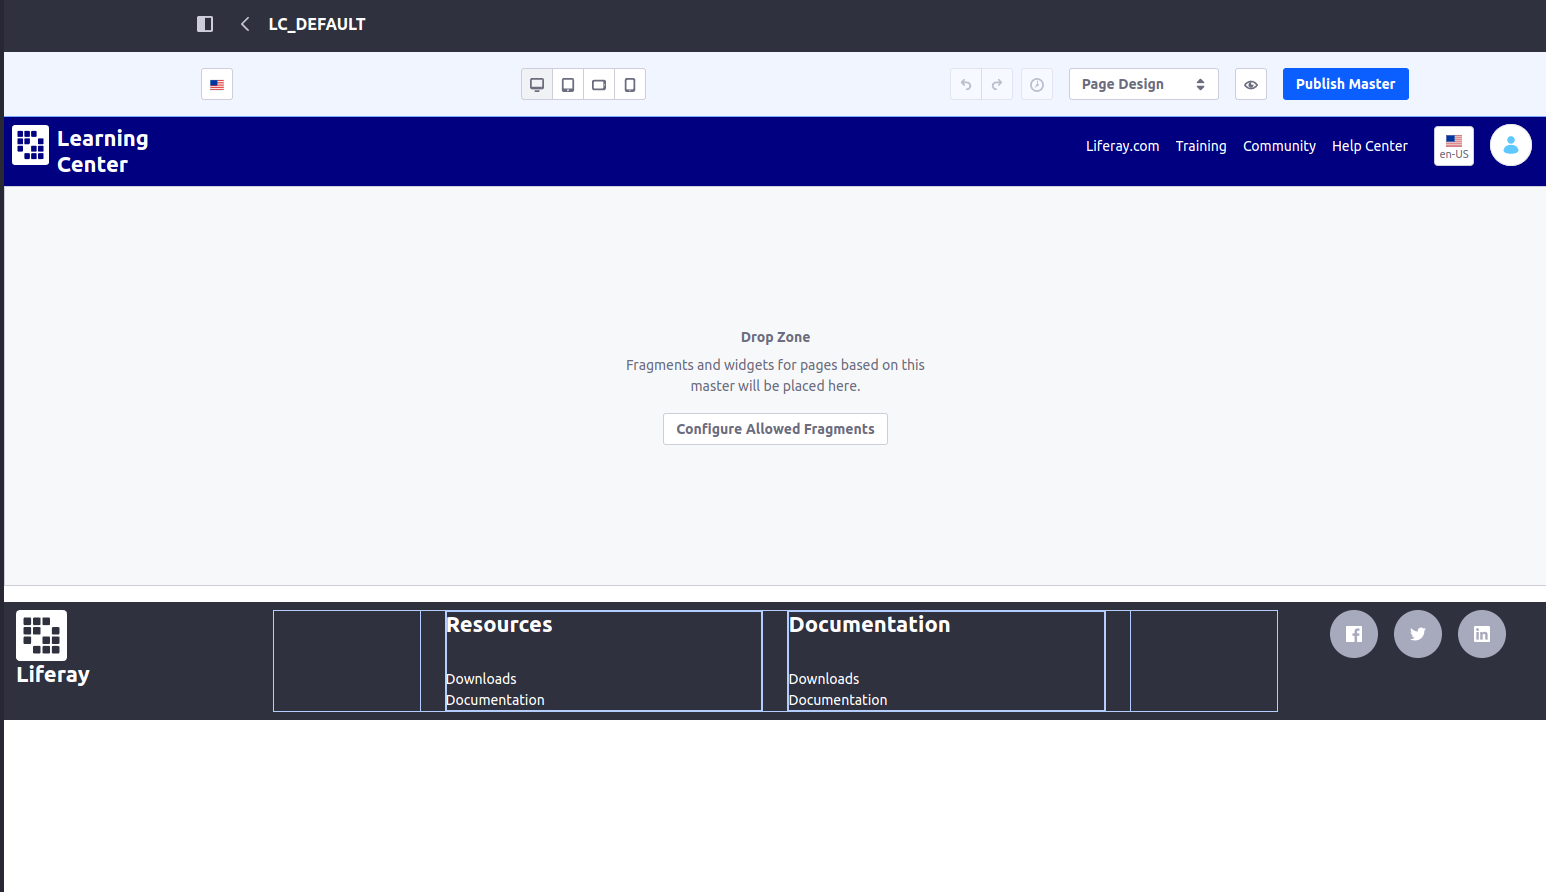 LC_DEFAULT
Page Design
Publish Master
Learning
Center
Liferay.com Training Community Help Center
en-US
Drop Zone
Fragments and widgets for pages based on this
master will be placed here.
Configure Allowed Fragments
Liferay
Resources
Downloads
Documentation
Documentation
Downloads
Documentation